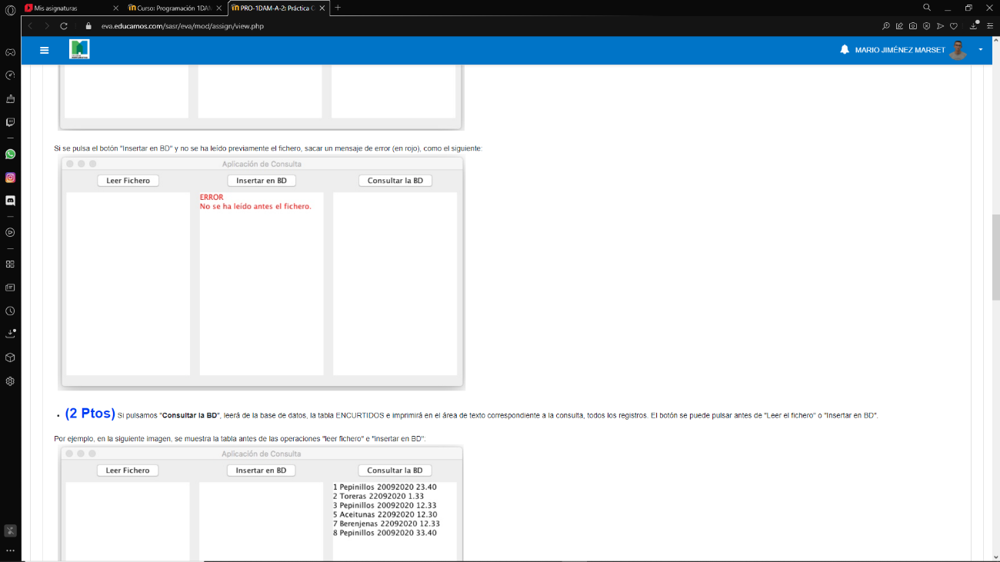 Mis asignaturas
Curso: Programación 1DAM
PRO-1DAM-A-2: Práctica
eva.educamos.com/sasr/eva/mod/assign/view.php
MARIO JIMÉNEZ MARSET
Si se pulsa el botón "Insertar en BD" y no se ha leído previamente el fichero, sacar un mensaje de error (en rojo), como el siguiente:
Aplicación de Consulta
Leer Fichero Insertar en BD Consultar la BD
ERROR
No se ha leído antes el fichero.
• (2 Ptos) Si pulsamos "Consultar la BD", leerá de la base de datos, la tabla ENCURTIDOS e imprimirá en el área de texto correspondiente a la consulta, todos los registros. El botón se puede pulsar antes de "Leer el fichero" o "Insertar en BD".
Por ejemplo, en la siguiente imagen, se muestra la tabla antes de las operaciones "leer fichero" e "insertar en BD":
Aplicación de Consulta
Leer Fichero Insertar en BD Consultar la BD
1 Pepinillos 20092020 23.40
2 Toreras 22092020 1.33
3 Pepinillos 20092020 12.33
5 Aceitunas 22092020 12.30
7 Berenjenas 22092020 12.33
8 Pepinillos 20092020 33.40